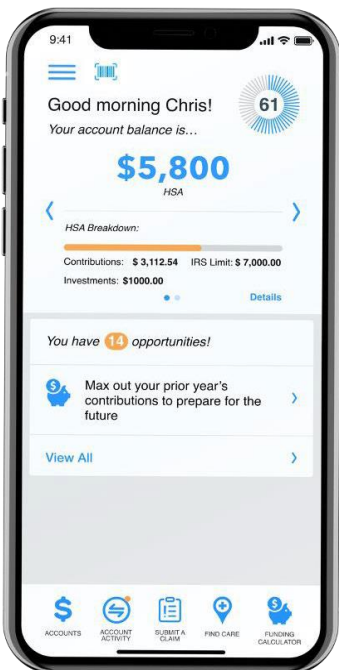 9:41
61
Good morning Chris!
Your account balance is...
$5,800
HSA
HSA Breakdown:
Contributions: $ 3,112.54 IRS Limit: $ 7,000.00
Investments: $1000.00
Details
You have 14 opportunities!
Max out your prior year's
contributions to prepare for the
future
View All
ACCOUNTS
ACCOUNT
ACTIVITY
SUBMIT A
CLAIM
FIND CARE
FUNDING
CALCULATOR